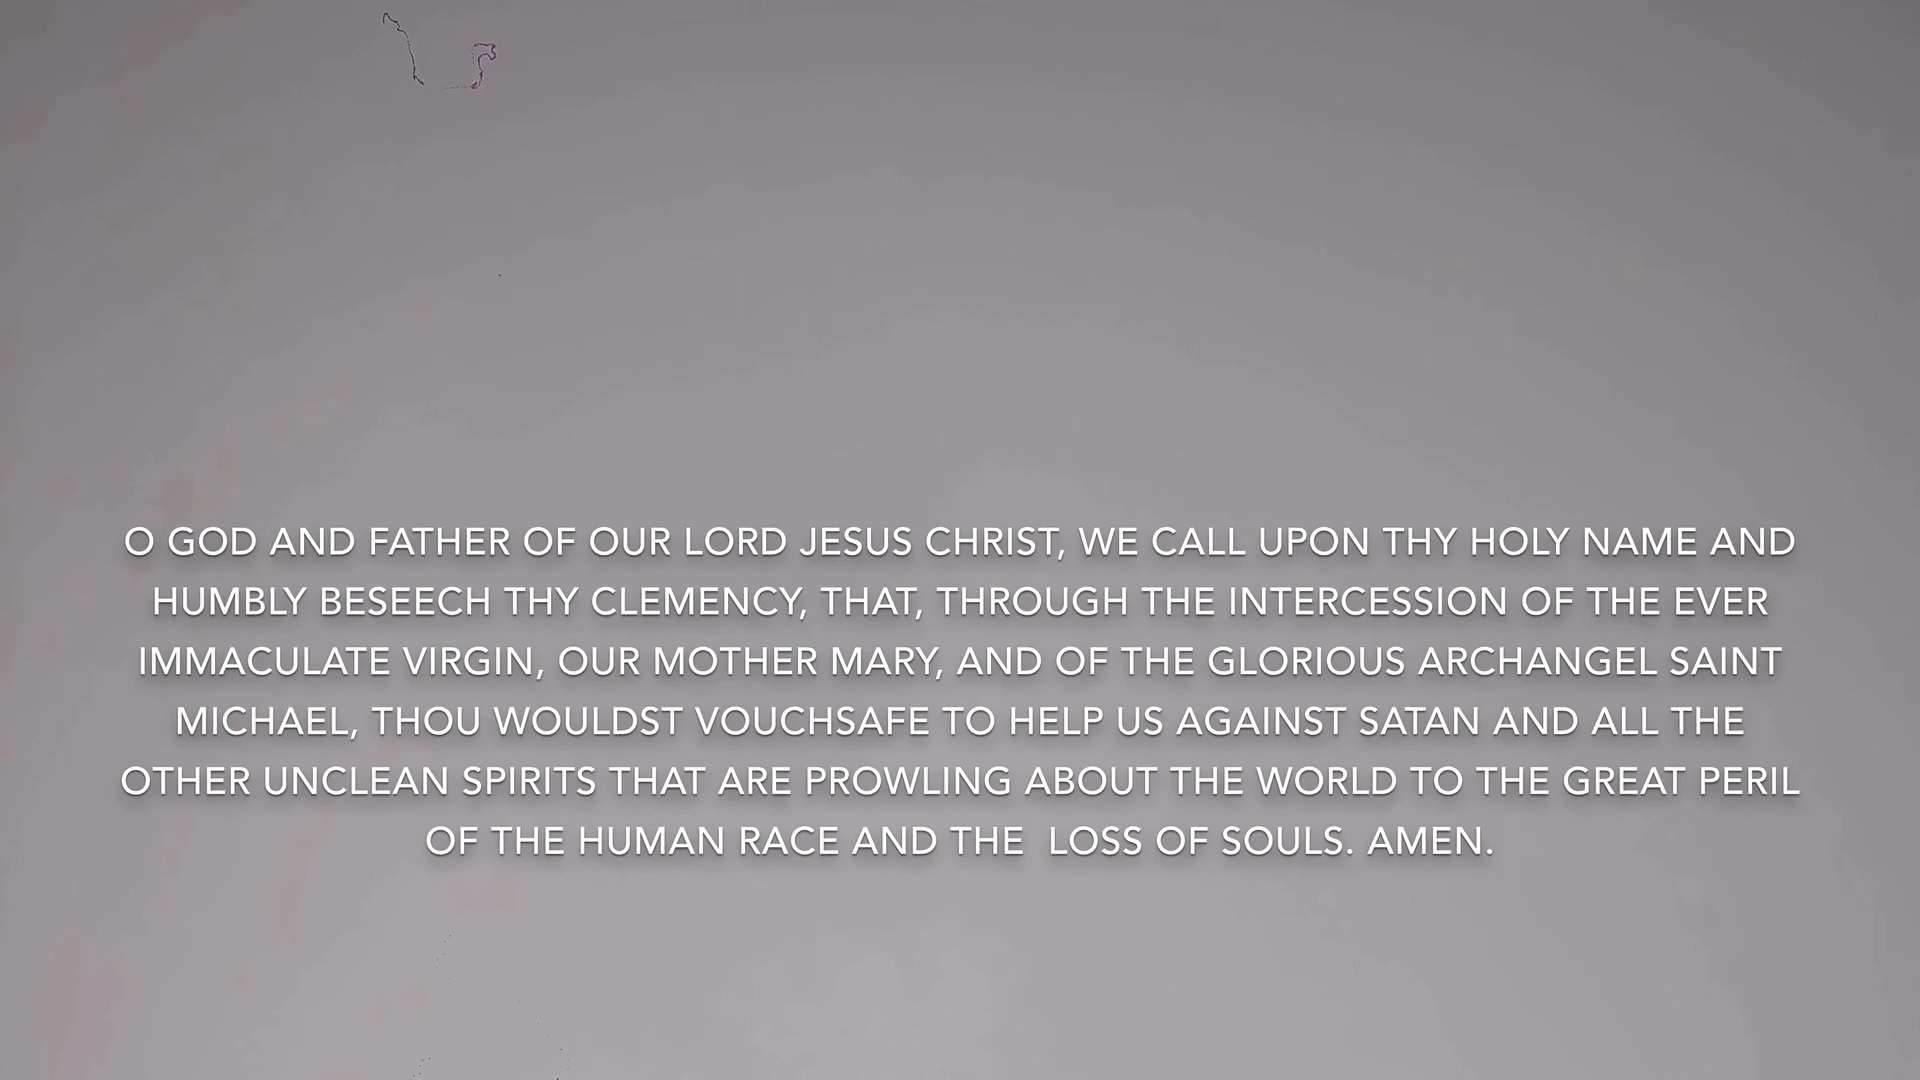 O GOD AND FATHER OF OUR LORD JESUS CHRIST, WE CALL UPON THY HOLY NAME AND
HUMBLY BESEECH THY CLEMENCY, THAT, THROUGH THE INTERCESSION OF THE EVER
IMMACULATE VIRGIN, OUR MOTHER MARY, AND OF THE GLORIOUS ARCHANGEL SAINT
MICHAEL, THOU WOULDST VOUCHSAFE TO HELP US AGAINST SATAN AND ALL THE
OTHER UNCLEAN SPIRITS THAT ARE PROWLING ABOUT THE WORLD TO THE GREAT PERIL
OF THE HUMAN RACE AND THE  LOSS OF SOULS. AMEN.